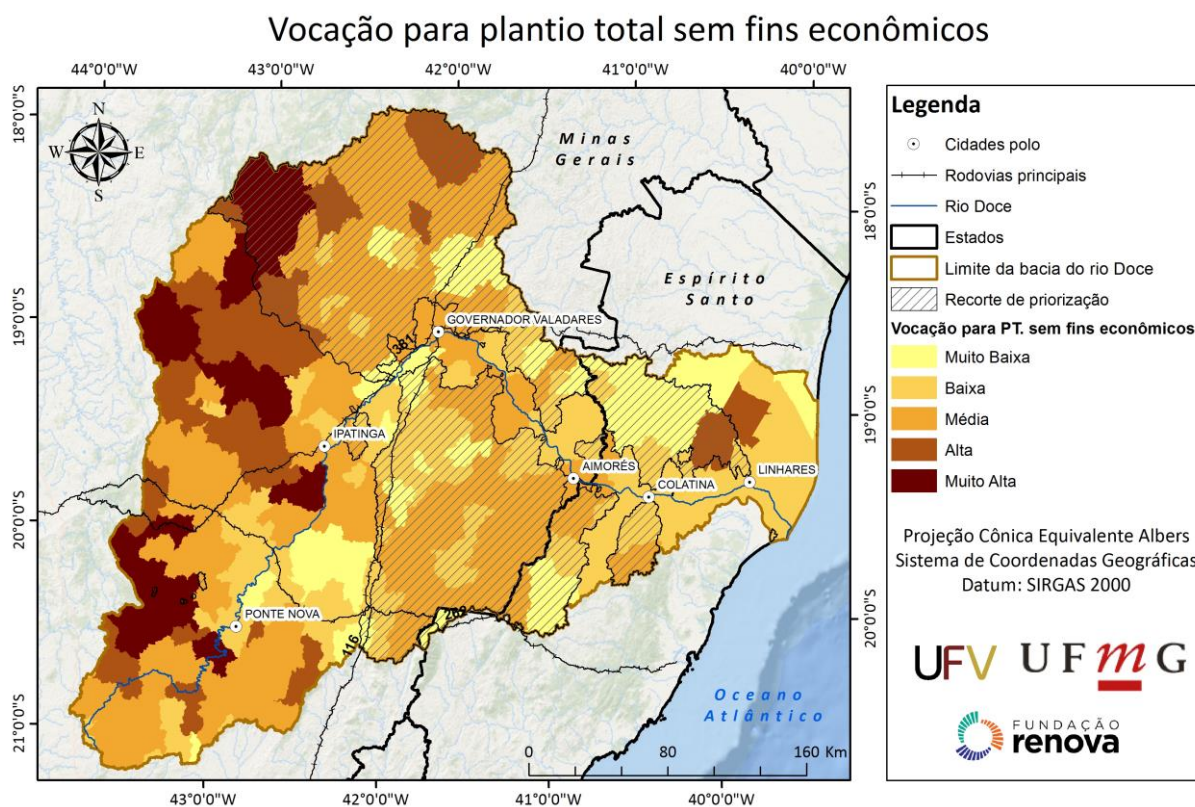 Vocação para plantio total sem fins econômicos
44°0'0"W
43°0'0"W
42°0'0"W
41°0'0"W
40°0'0"W
18°0'0"S
19°0'0"S
20°0'0"S
21°0'0"S
18°0'0"S
19°0'0"S
20°0'0"S
43°0'0"W
42°0'0"W
41°0'0"W
40°0'0"W
N
W
E
S
Minas
Gerais
Espírito
Santo
GOVERNADOR VALADARES
381
IPATINGA
AIMORÉS
COLATINA
LINHARES
PONTE NOVA
116
262
Oceano
Atlântico
0 80 160 Km
Legenda
Cidades polo
Rodovias principais
Rio Doce
Estados
Limite da bacia do rio Doce
Recorte de priorização
Vocação para PT. sem fins econômicos
Muito Baixa
Baixa
Média
Alta
Muito Alta
Projeção Cônica Equivalente Albers
Sistema de Coordenadas Geográficas
Datum: SIRGAS 2000
UFV
UFmG
FUNDAÇÃO
renova